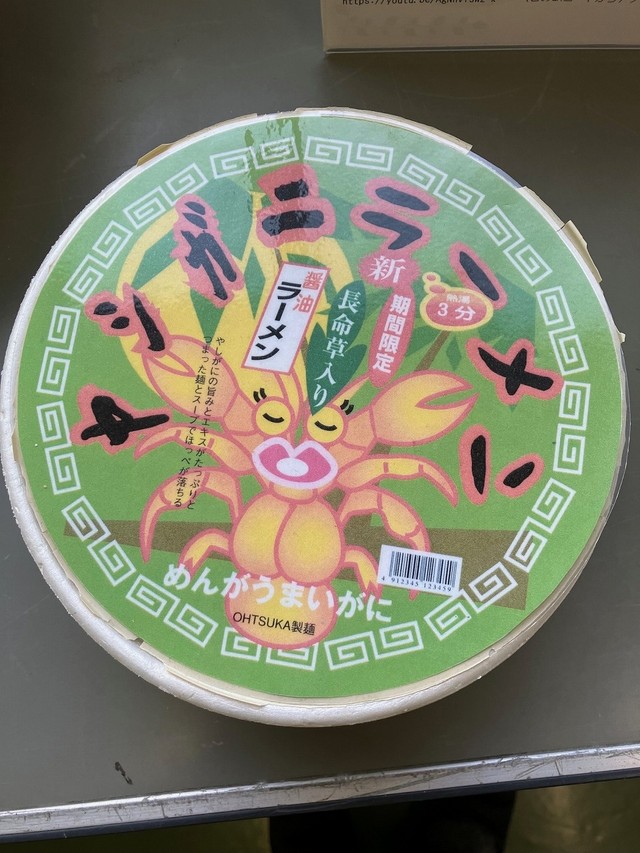 ヤシガニラーメン
新
期間限定
熱湯
3分
醤油
ラーメン
長命草入り
やしがにの旨みとエキスがたっぷりと
つまった麺とスープでほっぺが落ちる
めんがうまいがに
OHTSUKA製麺
4 912345 123459